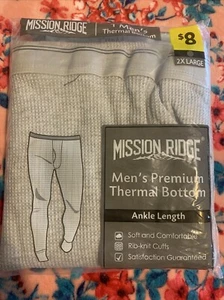 MISSION RIDGE
Men's
Thermal Bottom
$8
2X LARGE
MISSION RIDGE
Men's Premium
Thermal Bottom
Ankle Length
Soft and Comfortable
Rib-knit Cuffs
Satisfaction Guaranteed